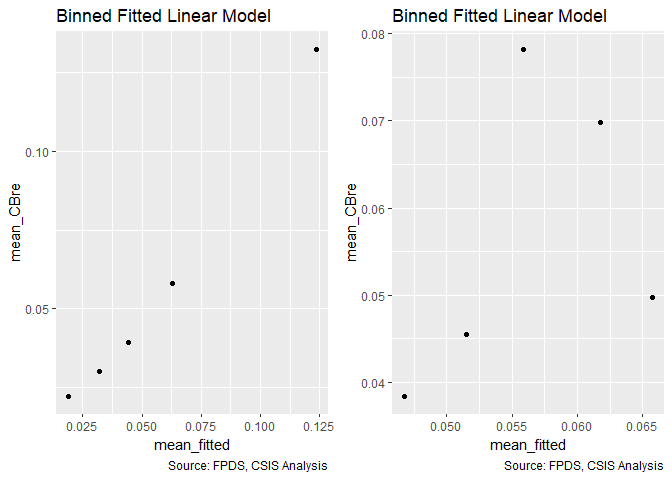 Binned Fitted Linear Model
mean_CBre
0.10
0.05
0.025
0.050
0.075
0.100
0.125
mean_fitted
Source: FPDS, CSIS Analysis
Binned Fitted Linear Model
mean_CBre
0.08
0.07
0.06
0.05
0.04
0.050
0.055
0.060
0.065
mean_fitted
Source: FPDS, CSIS Analysis